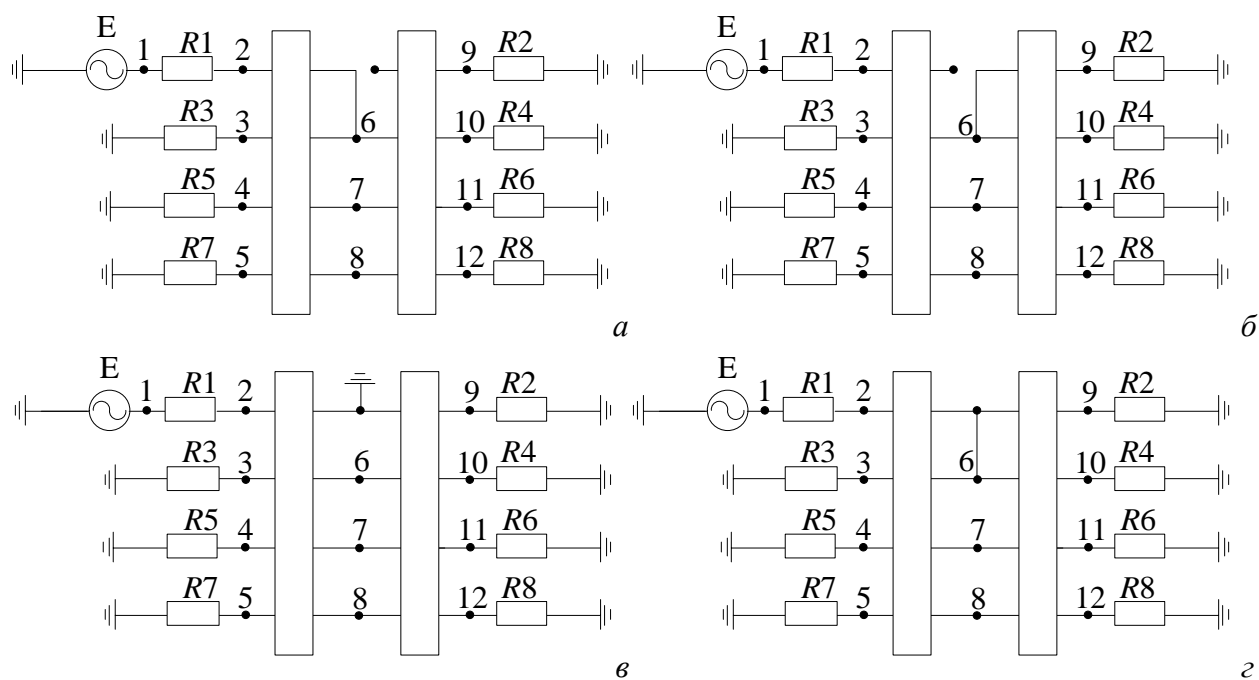 E 1 R1 2 9 R2 E 1 R1 2 9 R2
R3 3 6 10 R4 R3 3 6 10 R4
R5 4 7 11 R6 R5 4 7 11 R6
R7 5 8 12 R8 R7 5 8 12 R8
а б
E 1 R1 2 9 R2 E 1 R1 2 9 R2
R3 3 6 10 R4 R3 3 6 10 R4
R5 4 7 11 R6 R5 4 7 11 R6
R7 5 8 12 R8 R7 5 8 12 R8
в г